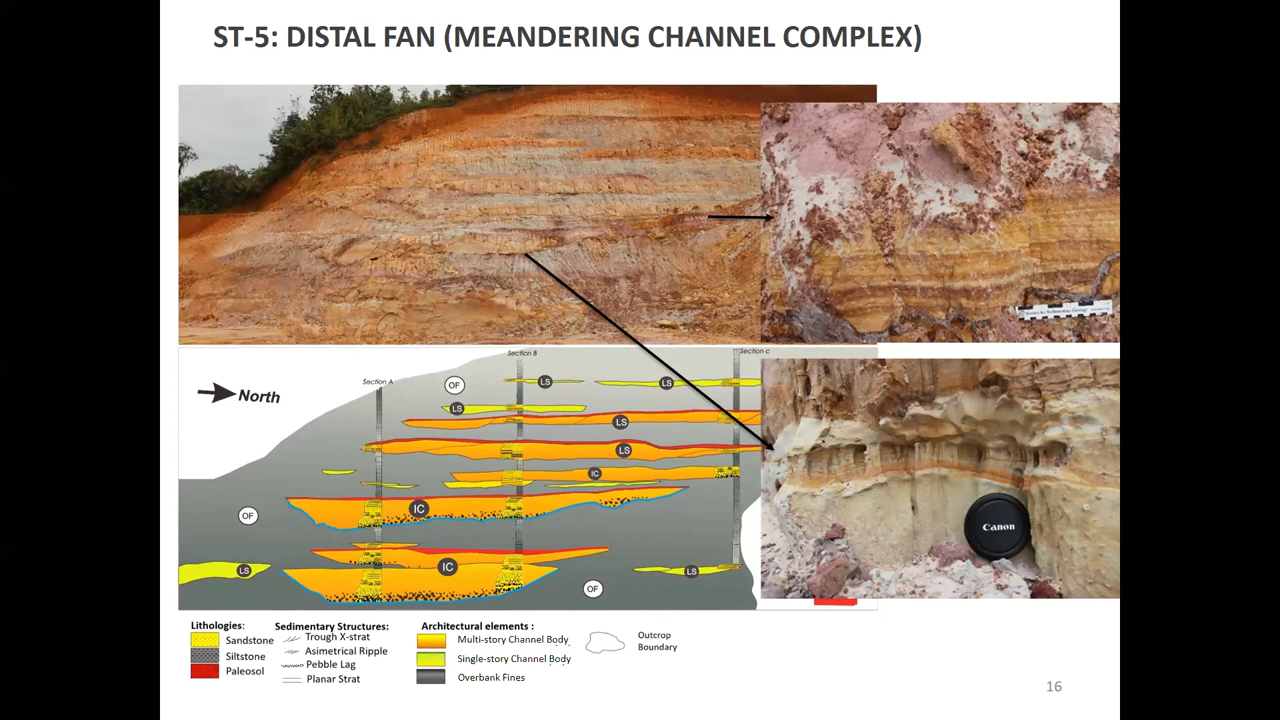 ST-5: DISTAL FAN (MEANDERING CHANNEL COMPLEX)
Section B
Section C
Section A
OF
LS
LS
North
LS
LS
LS
IC
IC
OF
IC
LS
LS
OF
Canon
Lithologies:
Sandstone
Siltstone
Paleosol
Sedimentary Structures:
Trough X-strat
Asimetrical Ripple
Pebble Lag
Planar Strat
Architectural elements :
Multi-story Channel Body
Single-story Channel Body
Overbank Fines
Outcrop
Boundary
16